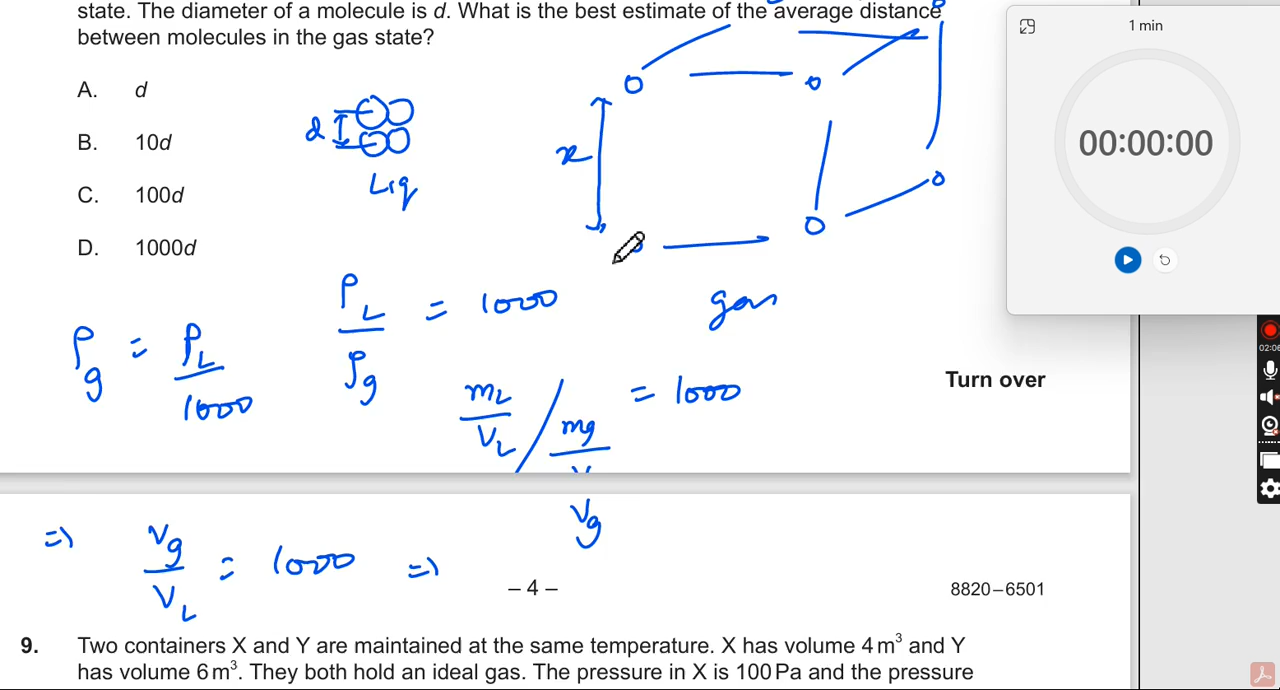 state. The diameter of a molecule is d. What is the best estimate of the average distance
between molecules in the gas state?
1 min
A. d
00:00:00
B. 10d
d
x
C. 100d
Liq
D. 1000d
ρL / ρg = 1000
gas
ρg = ρL / 1000
02:06
Turn over
mL / VL / mg / Vg = 1000
=> Vg / VL = 1000 =>
– 4 –
8820–6501
9. Two containers X and Y are maintained at the same temperature. X has volume 4 m³ and Y
has volume 6 m³. They both hold an ideal gas. The pressure in X is 100 Pa and the pressure